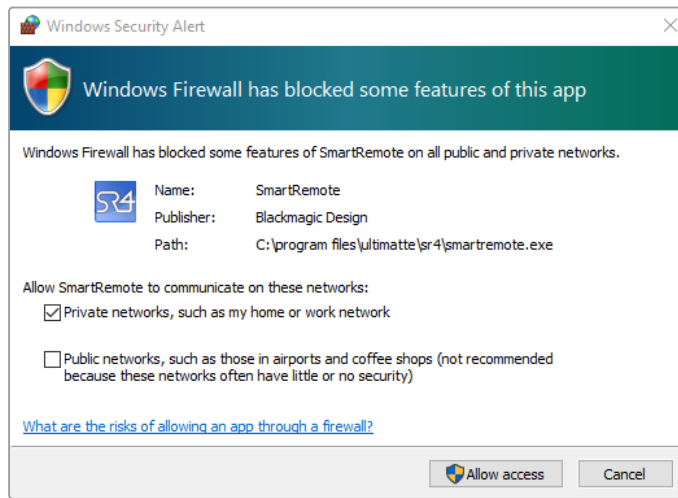 Windows Security Alert
Windows Firewall has blocked some features of this app
Windows Firewall has blocked some features of SmartRemote on all public and private networks.
SR4
Name: SmartRemote
Publisher: Blackmagic Design
Path: C:\program files\ultimatte\sr4\smartremote.exe
Allow SmartRemote to communicate on these networks:
Private networks, such as my home or work network
Public networks, such as those in airports and coffee shops (not recommended
because these networks often have little or no security)
What are the risks of allowing an app through a firewall?
Allow access Cancel